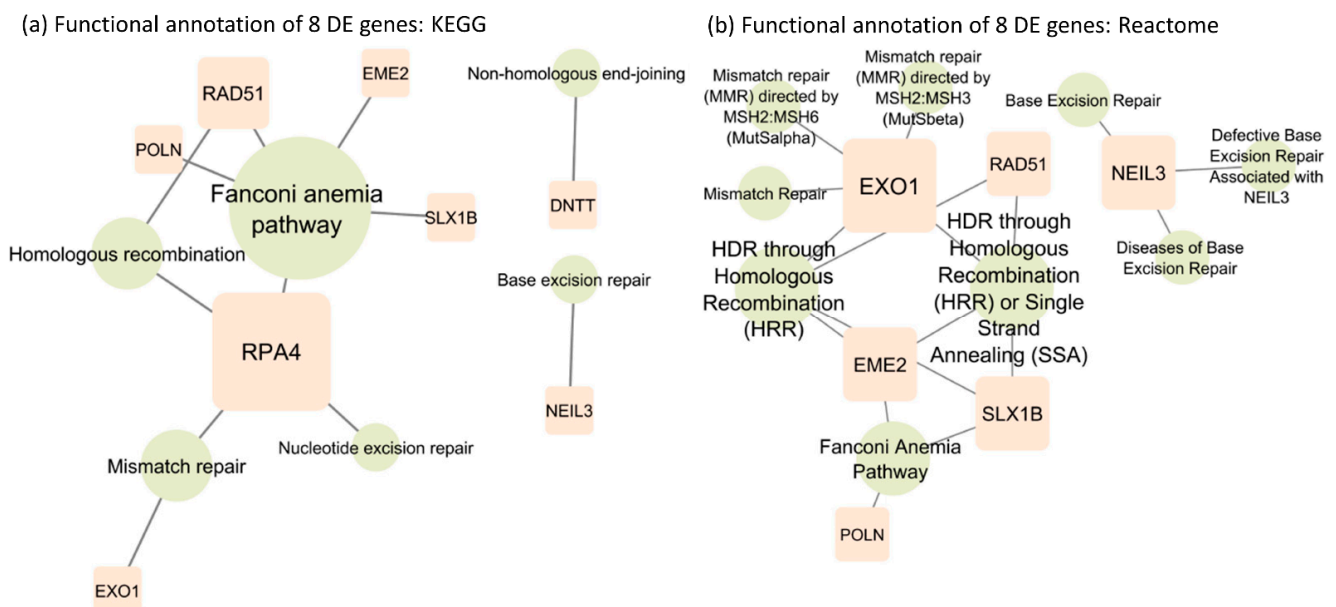 (a) Functional annotation of 8 DE genes: KEGG
RAD51
EME2
POLN
Fanconi anemia
pathway
SLX1B
Homologous recombination
RPA4
Mismatch repair
Nucleotide excision repair
EXO1
Non-homologous end-joining
DNTT
Base excision repair
NEIL3
(b) Functional annotation of 8 DE genes: Reactome
Mismatch repair
(MMR) directed by
MSH2:MSH6
(MutSalpha)
Mismatch repair
(MMR) directed by
MSH2:MSH3
(MutSbeta)
Mismatch Repair
EXO1
RAD51
HDR through
Homologous
Recombination
(HRR)
HDR through
Homologous
Recombination
(HRR) or Single
Strand
Annealing (SSA)
EME2
SLX1B
Fanconi Anemia
Pathway
POLN
Base Excision Repair
NEIL3
Defective Base
Excision Repair
Associated with
NEIL3
Diseases of Base
Excision Repair